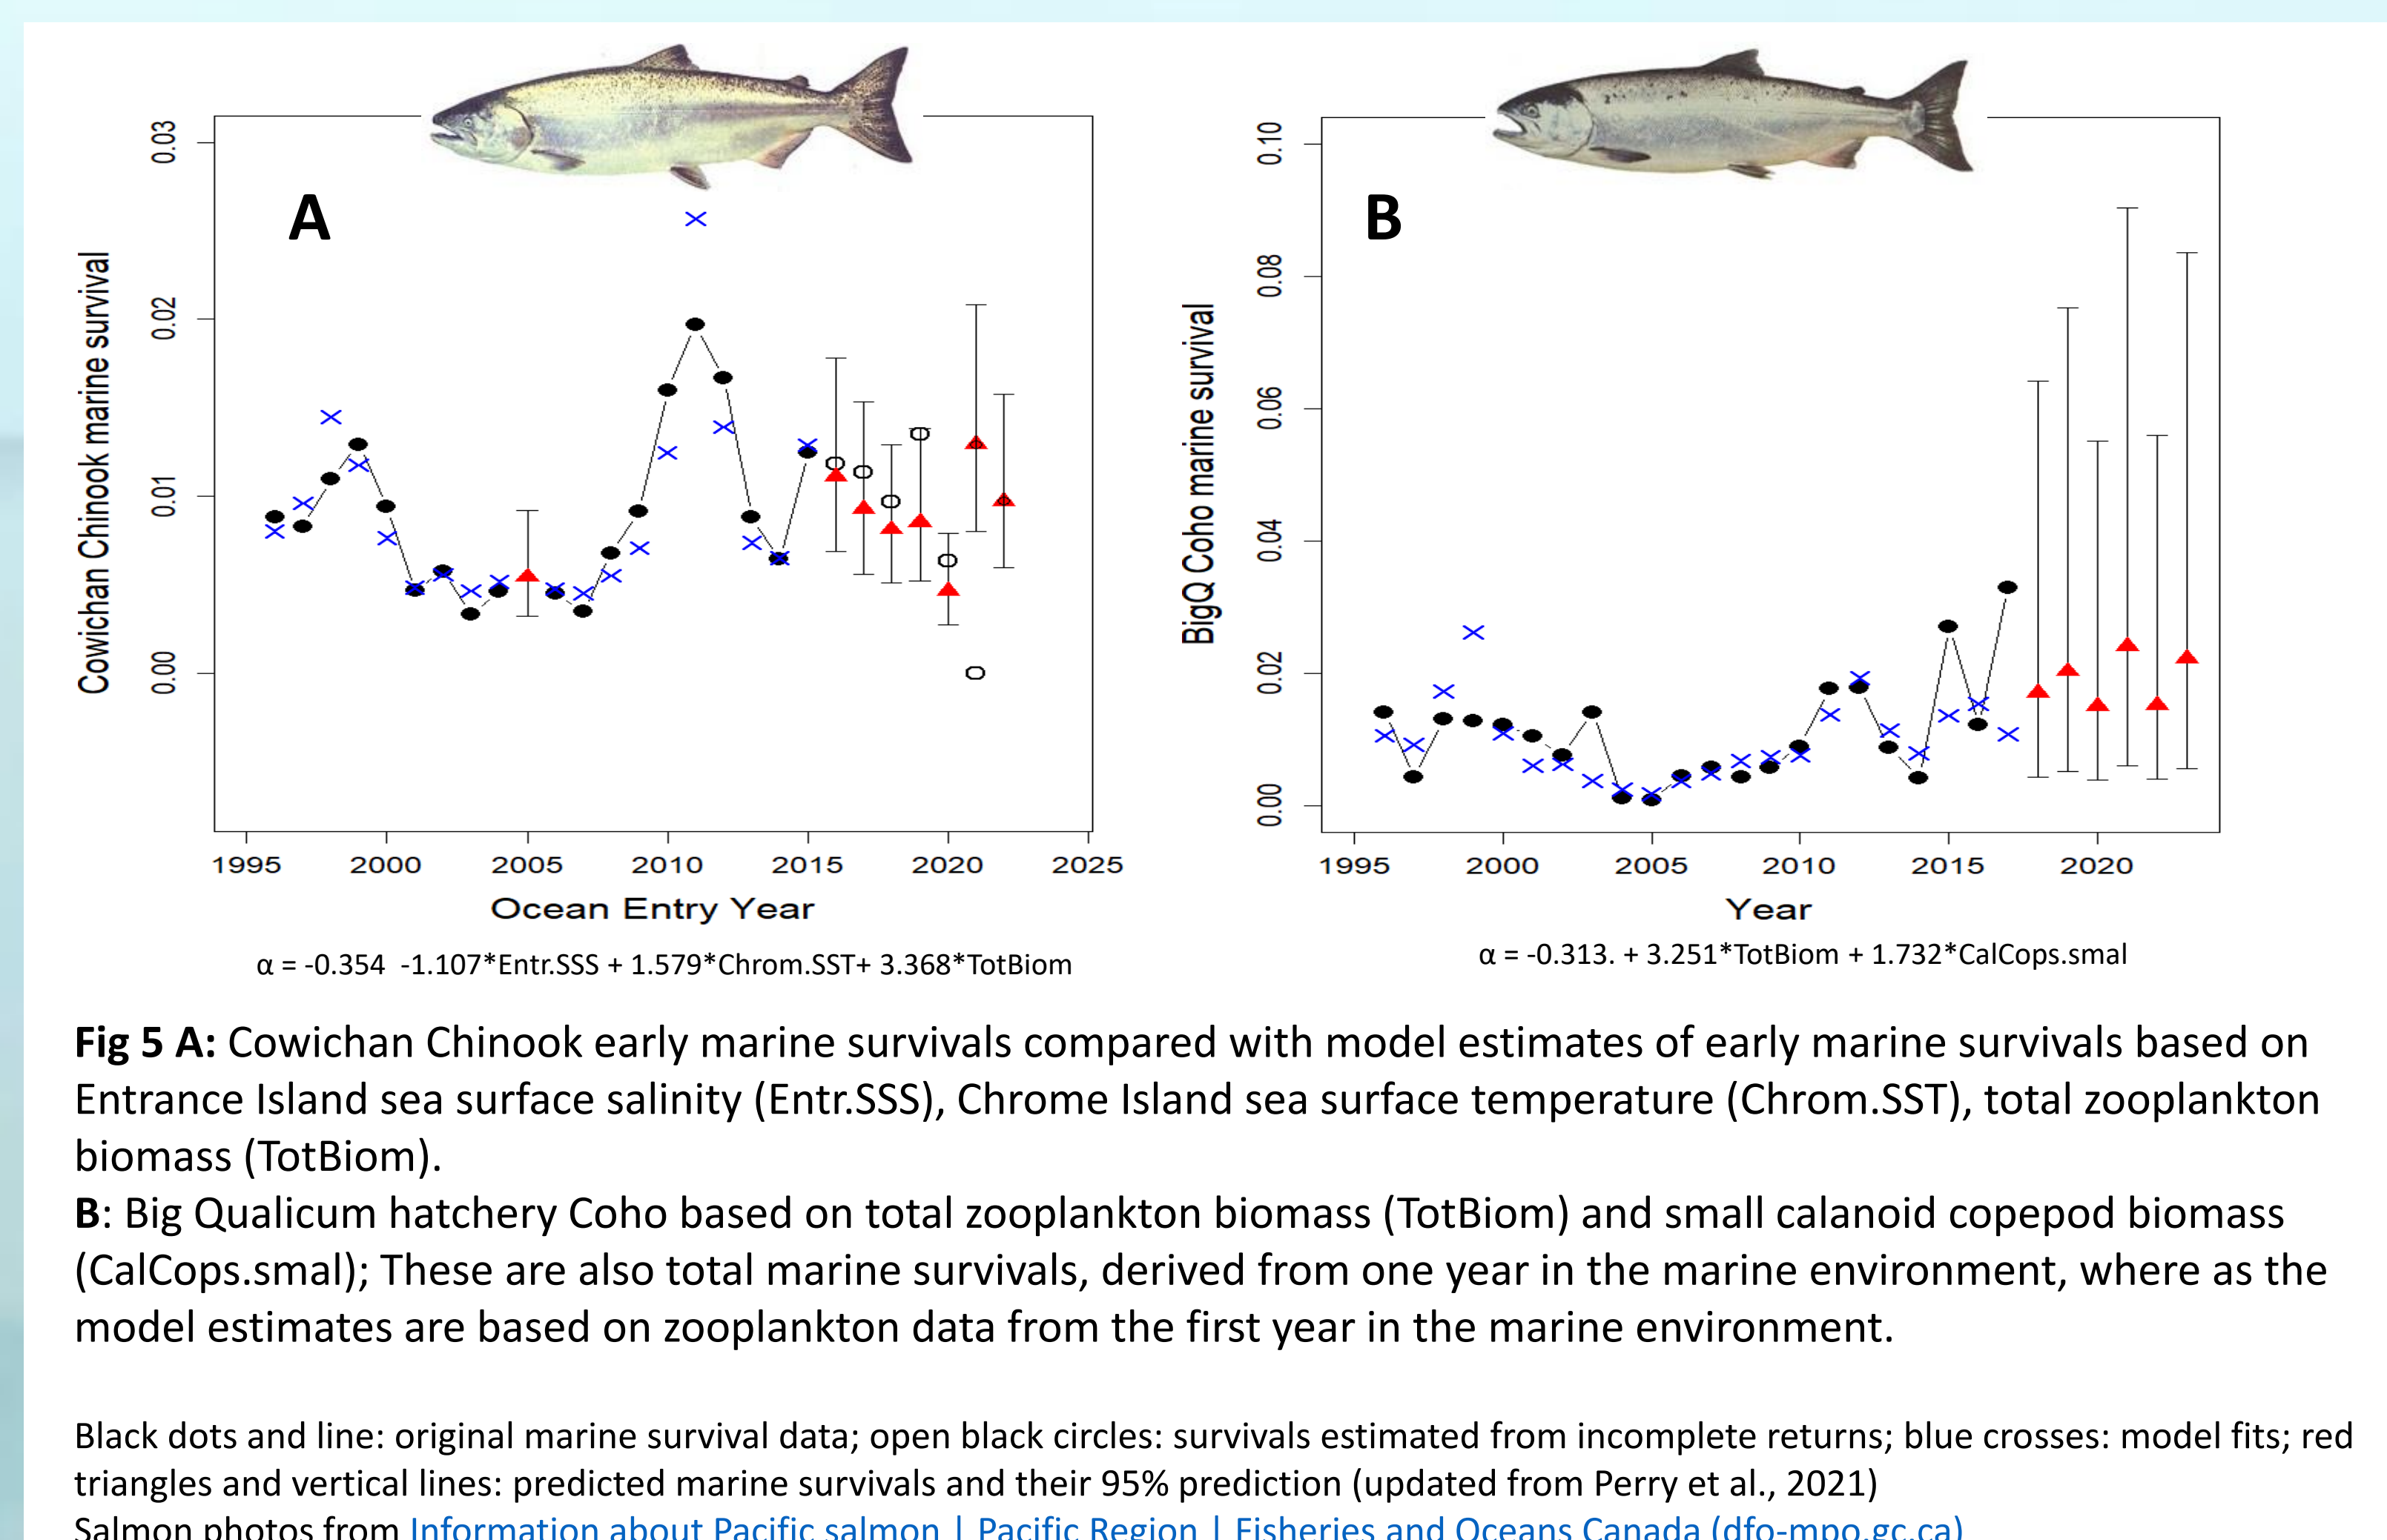 A
B
Cowichan Chinook marine survival
0.03
0.02
0.01
0.00
1995 2000 2005 2010 2015 2020 2025
Ocean Entry Year
α = -0.354 -1.107*Entr.SSS + 1.579*Chrom.SST+ 3.368*TotBiom
BigQ Coho marine survival
0.10
0.08
0.06
0.04
0.02
0.00
1995 2000 2005 2010 2015 2020
Year
α = -0.313. + 3.251*TotBiom + 1.732*CalCops.smal
Fig 5 A: Cowichan Chinook early marine survivals compared with model estimates of early marine survivals based on
Entrance Island sea surface salinity (Entr.SSS), Chrome Island sea surface temperature (Chrom.SST), total zooplankton
biomass (TotBiom).
B: Big Qualicum hatchery Coho based on total zooplankton biomass (TotBiom) and small calanoid copepod biomass
(CalCops.smal); These are also total marine survivals, derived from one year in the marine environment, where as the
model estimates are based on zooplankton data from the first year in the marine environment.
Black dots and line: original marine survival data; open black circles: survivals estimated from incomplete returns; blue crosses: model fits; red
triangles and vertical lines: predicted marine survivals and their 95% prediction (updated from Perry et al., 2021)
Salmon photos from Information about Pacific salmon | Pacific Region | Fisheries and Oceans Canada (dfo-mpo.gc.ca)